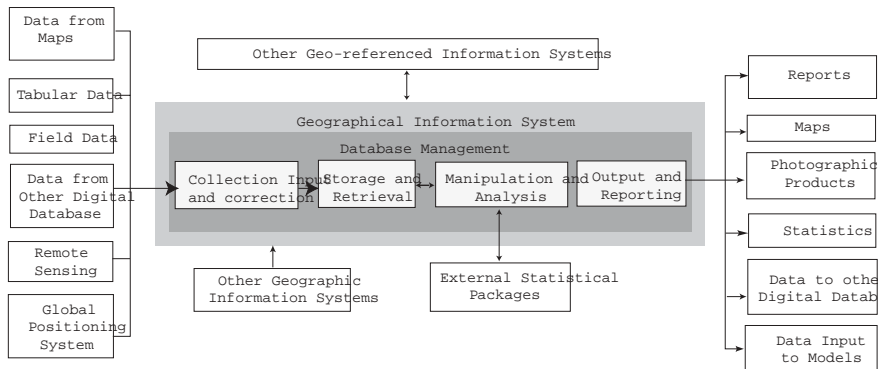 Data from
Maps
Tabular Data
Field Data
Data from
Other Digital
Database
Remote
Sensing
Global
Positioning
System
Other Geo-referenced Information Systems
Geographical Information System
Database Management
Collection Input
and correction
Storage and
Retrieval
Manipulation and
Analysis
Output and
Reporting
Other Geographic
Information Systems
External Statistical
Packages
Reports
Maps
Photographic
Products
Statistics
Data to othe
Digital Datab
Data Input
to Models